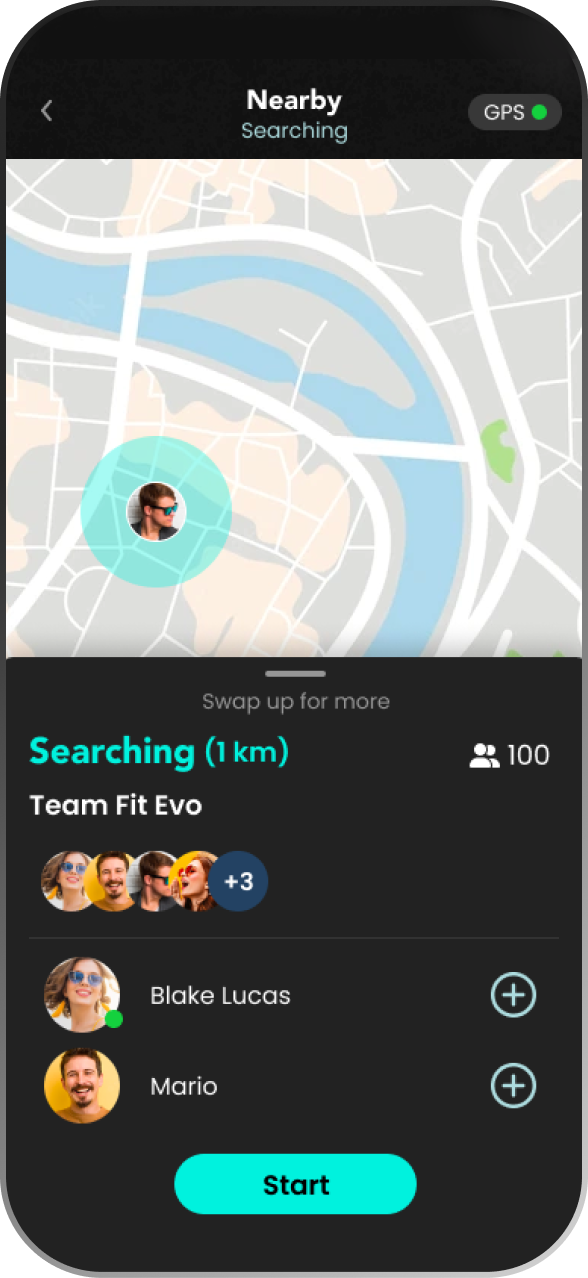 Nearby
Searching
GPS
Swap up for more
Searching (1 km)
100
Team Fit Evo
+3
Blake Lucas
Mario
Start